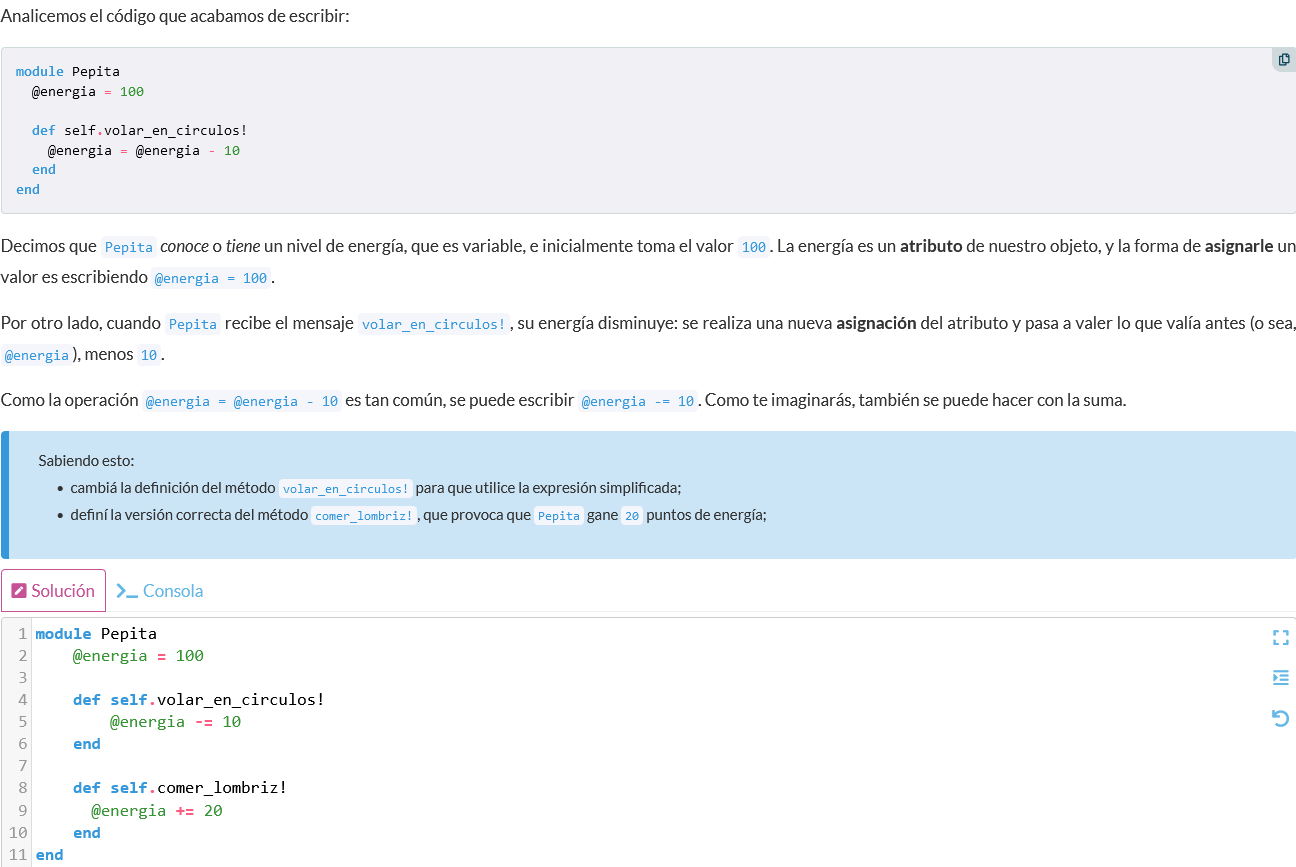 Analicemos el código que acabamos de escribir:
module Pepita
@energia = 100
def self.volar_en_circulos!
@energia = @energia - 10
end
end
Decimos que Pepita conoce o tiene un nivel de energía, que es variable, e inicialmente toma el valor 100. La energía es un atributo de nuestro objeto, y la forma de asignarle un
valor es escribiendo @energia = 100.
Por otro lado, cuando Pepita recibe el mensaje volar_en_circulos!, su energía disminuye: se realiza una nueva asignación del atributo y pasa a valer lo que valía antes (o sea,
@energia), menos 10.
Como la operación @energia = @energia - 10 es tan común, se puede escribir @energia -= 10. Como te imaginarás, también se puede hacer con la suma.
Sabiendo esto:
• cambiá la definición del método volar_en_circulos! para que utilice la expresión simplificada;
• definí la versión correcta del método comer_lombriz!, que provoca que Pepita gane 20 puntos de energía;
Solución Consola
1 module Pepita
2 @energia = 100
3
4 def self.volar_en_circulos!
5 @energia -= 10
6 end
7
8 def self.comer_lombriz!
9 @energia += 20
10 end
11 end